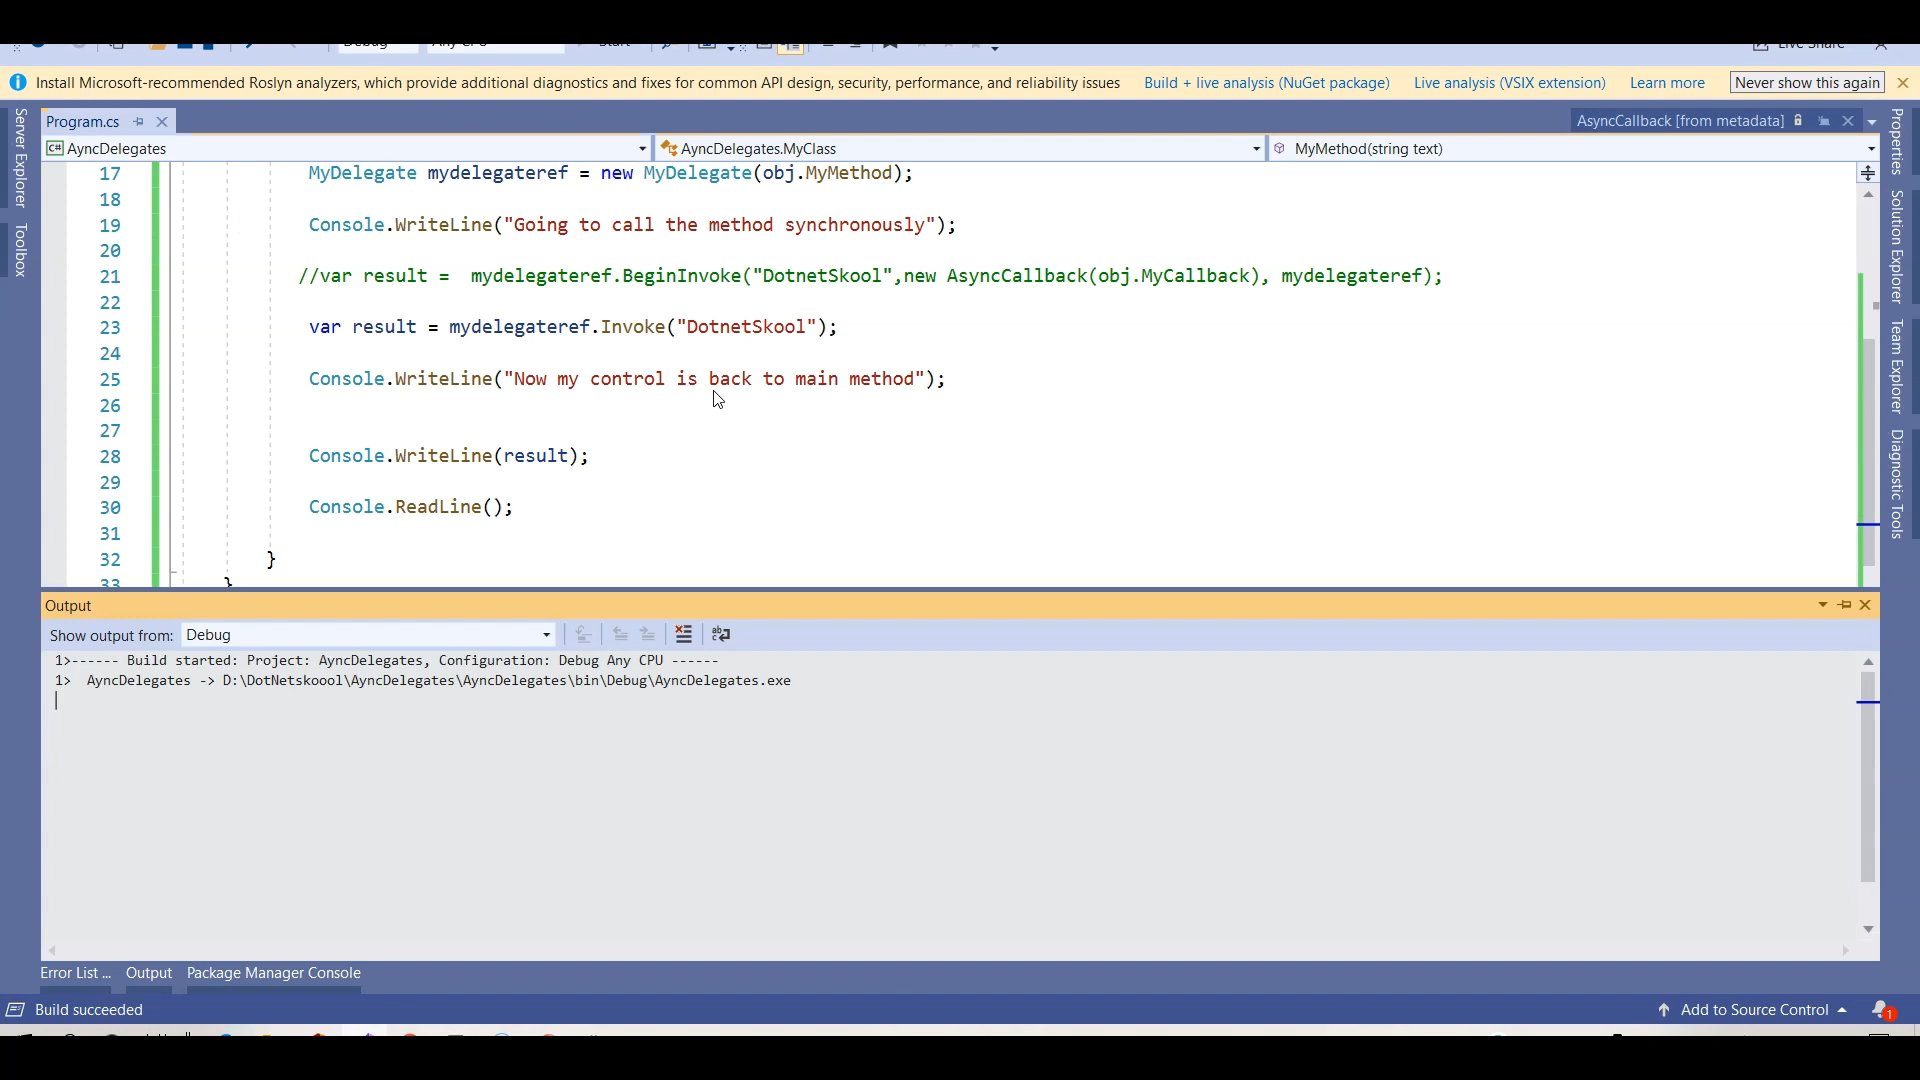 Live Share
Install Microsoft-recommended Roslyn analyzers, which provide additional diagnostics and fixes for common API design, security, performance, and reliability issues Build + live analysis (NuGet package) Live analysis (VSIX extension) Learn more Never show this again
Server Explorer
Toolbox
Program.cs
AsyncCallback [from metadata]
C# AyncDelegates AyncDelegates.MyClass MyMethod(string text)
17 MyDelegate mydelegateref = new MyDelegate(obj.MyMethod);
18
19 Console.WriteLine("Going to call the method synchronously");
20
21 //var result =  mydelegateref.BeginInvoke("DotnetSkool",new AsyncCallback(obj.MyCallback), mydelegateref);
22
23 var result = mydelegateref.Invoke("DotnetSkool");
24
25 Console.WriteLine("Now my control is back to main method");
26
27
28 Console.WriteLine(result);
29
30 Console.ReadLine();
31
32 }
33 }
Properties
Solution Explorer
Team Explorer
Diagnostic Tools
Output
Show output from: Debug
1>------ Build started: Project: AyncDelegates, Configuration: Debug Any CPU ------
1>  AyncDelegates -> D:\DotNetskoool\AyncDelegates\AyncDelegates\bin\Debug\AyncDelegates.exe
Error List ... Output Package Manager Console
Build succeeded Add to Source Control 1